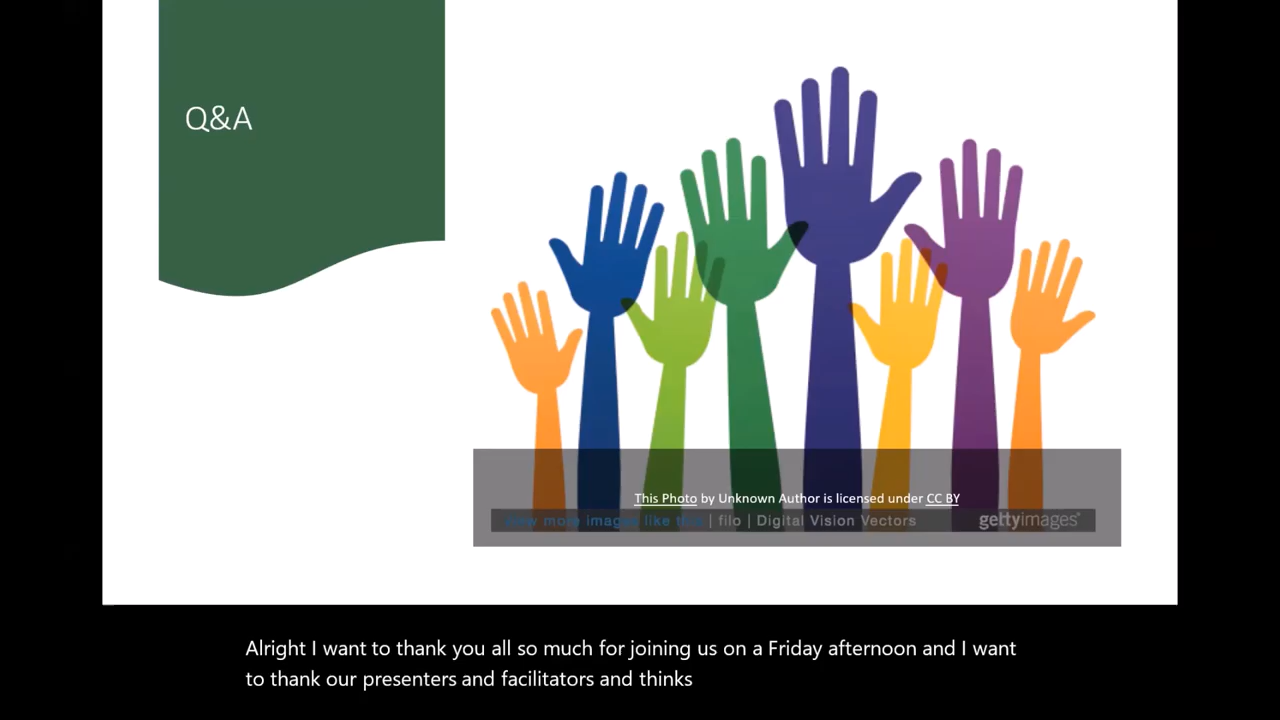 Q&A
This Photo by Unknown Author is licensed under CC BY
view more images like this | filo | Digital Vision Vectors gettyimages®
Alright I want to thank you all so much for joining us on a Friday afternoon and I want
to thank our presenters and facilitators and thinks